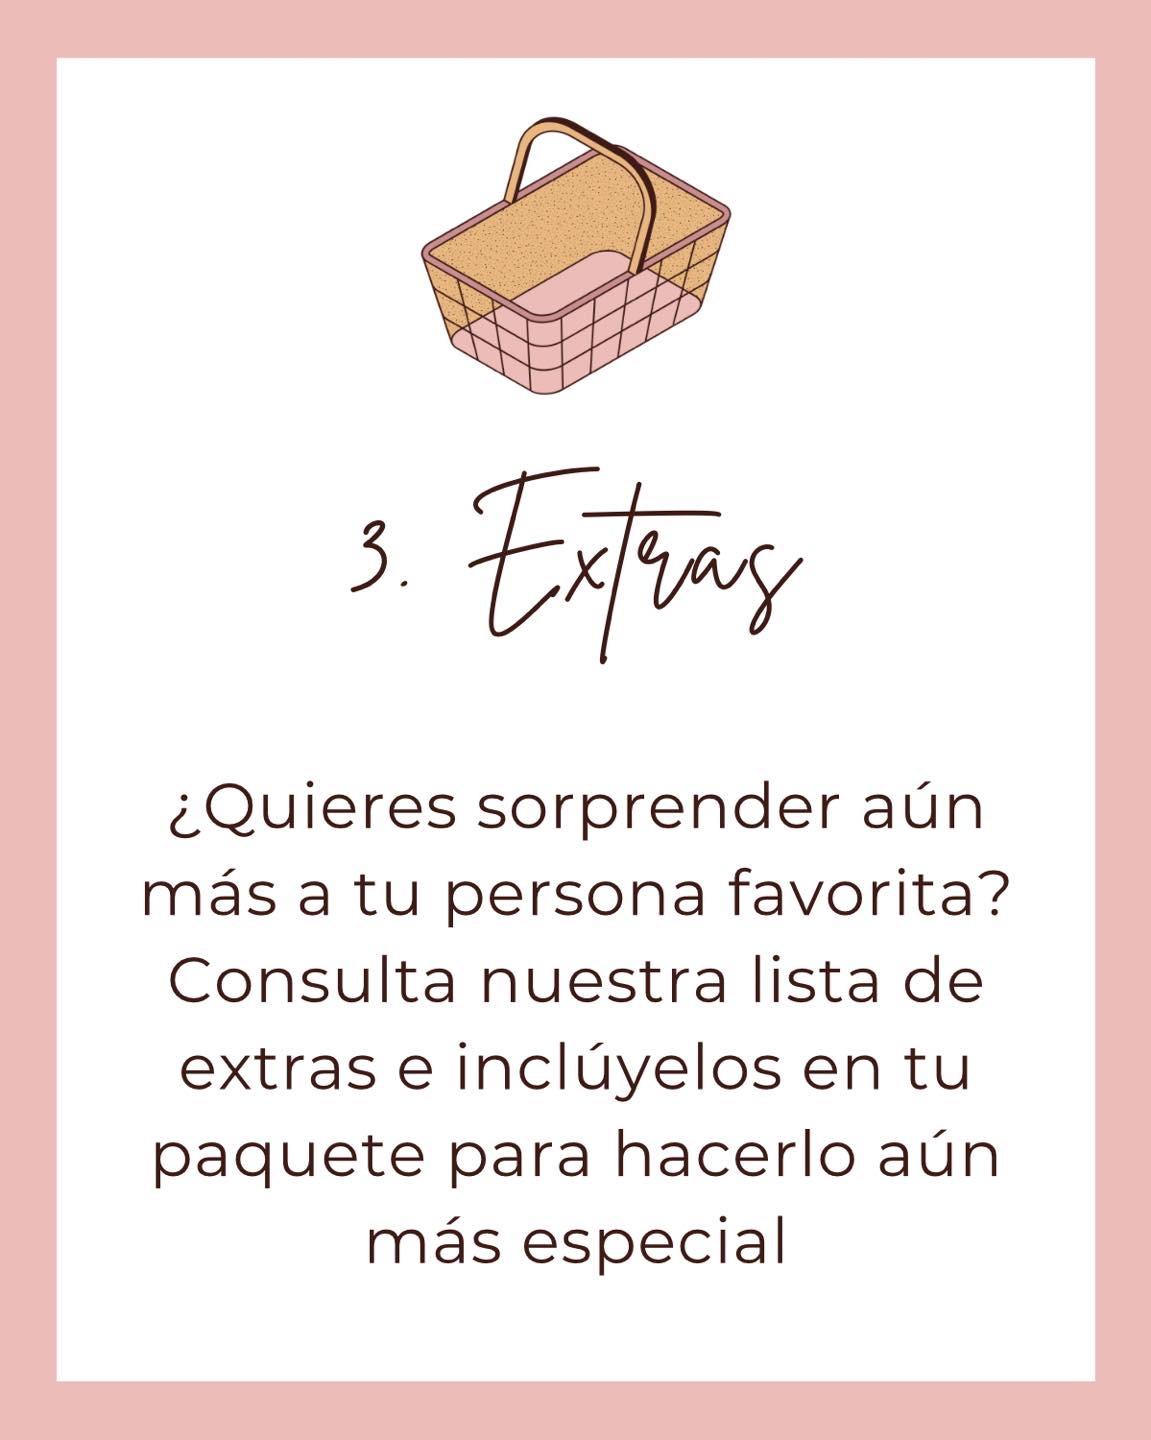 3. Extras
¿Quieres sorprender aún
más a tu persona favorita?
Consulta nuestra lista de
extras e inclúyelos en tu
paquete para hacerlo aún
más especial